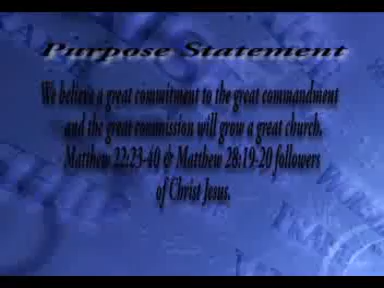 Purpose Statement
We believe a great commitment to the great commandment
and the great commission will grow a great church.
Matthew 22:23-40 & Matthew 28:19-20 followers
of Christ Jesus.